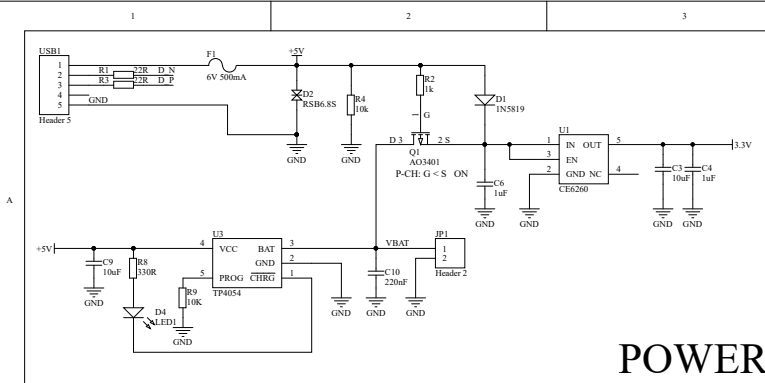 1 2 3
A
USB1
1
2
3
4
5
Header 5
R1 22R D_N
R3 22R D_P
GND
F1
6V 500mA
+5V
D2
RSB6.8S
GND
R4
10k
GND
R2
1k
1 G
D 3 2 S
Q1
AO3401
P-CH: G < S ON
D1
1N5819
C6
1uF
GND
U1
1 IN OUT 5
3 EN
2 GND NC 4
CE6260
GND
3.3V
C3
10uF
GND
C4
1uF
GND
+5V
C9
10uF
GND
R8
330R
D4
LED1
R9
10K
GND
U3
4 VCC BAT 3
GND 2
5 PROG CHRG 1
TP4054
GND
VBAT
C10
220nF
GND
JP1
1
2
Header 2
GND
POWER